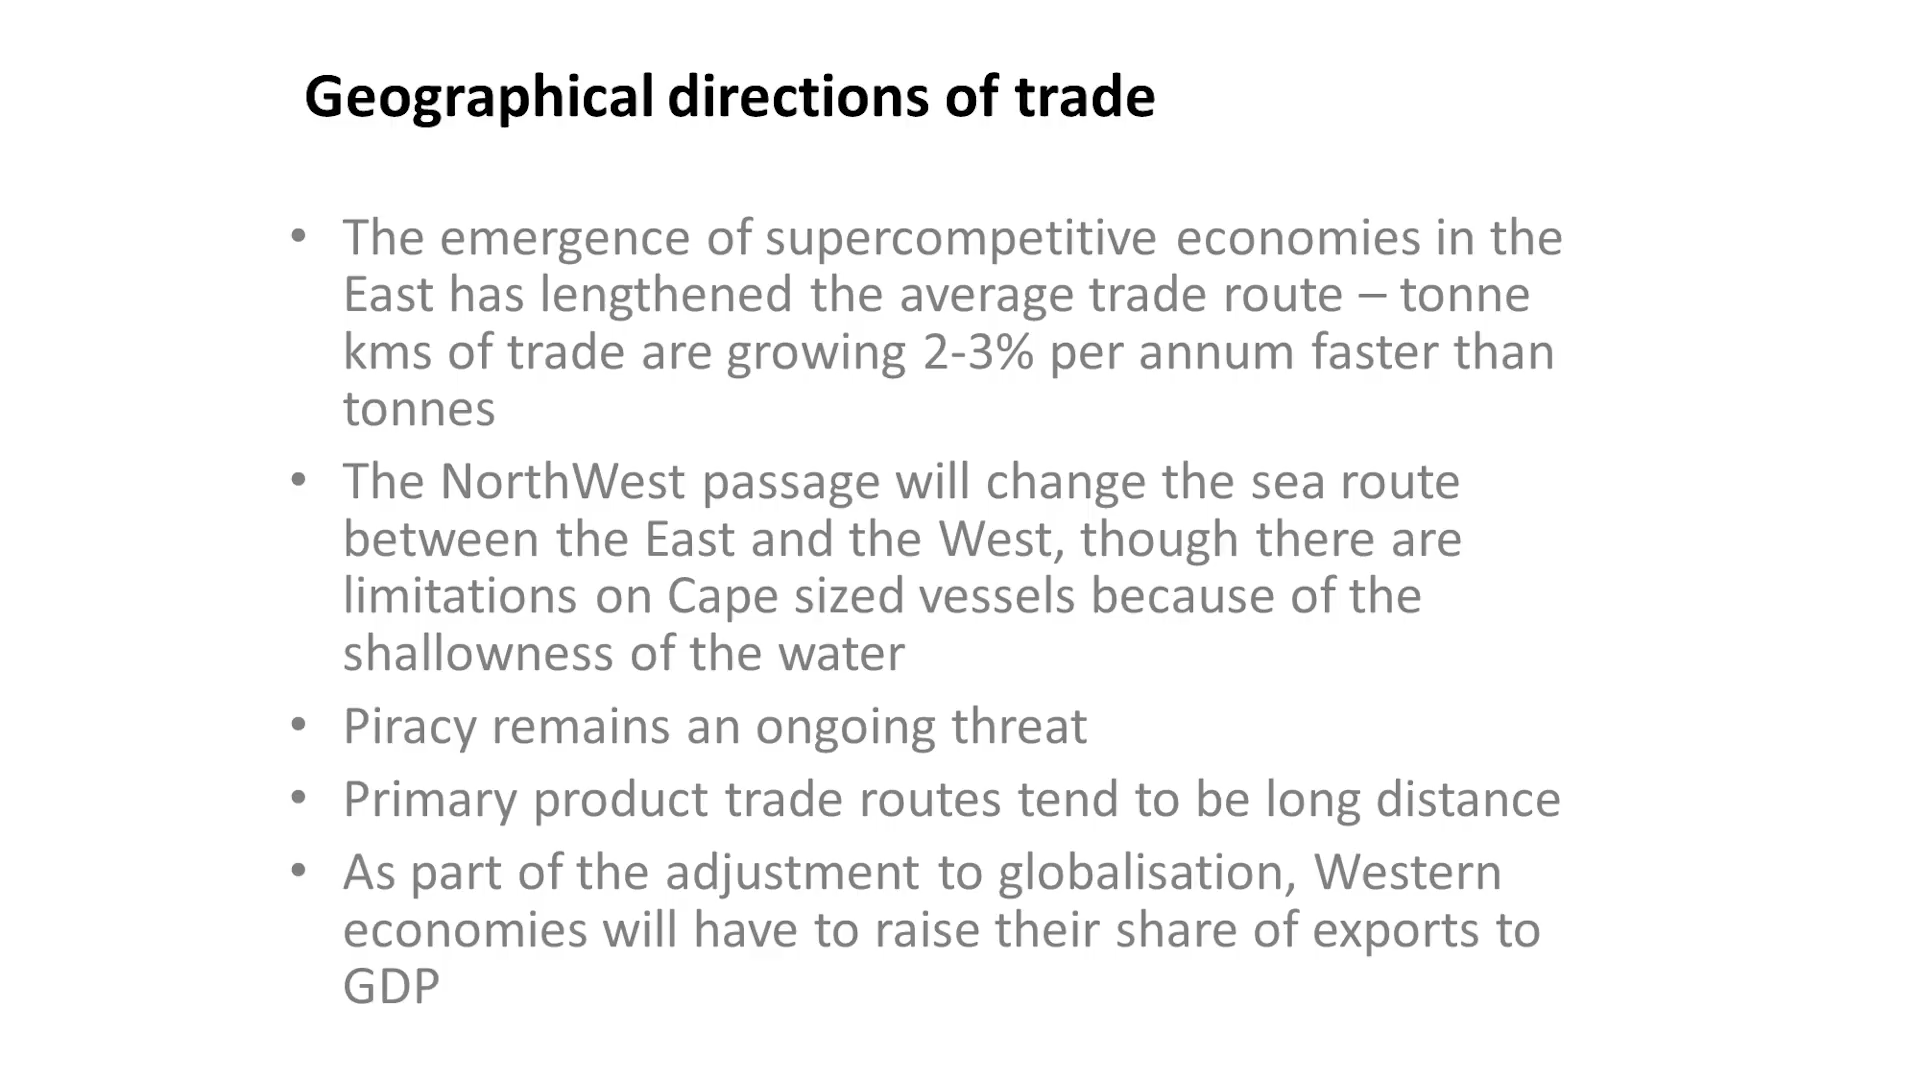 Geographical directions of trade
• The emergence of supercompetitive economies in the
East has lengthened the average trade route – tonne
kms of trade are growing 2-3% per annum faster than
tonnes
• The NorthWest passage will change the sea route
between the East and the West, though there are
limitations on Cape sized vessels because of the
shallowness of the water
• Piracy remains an ongoing threat
• Primary product trade routes tend to be long distance
• As part of the adjustment to globalisation, Western
economies will have to raise their share of exports to
GDP